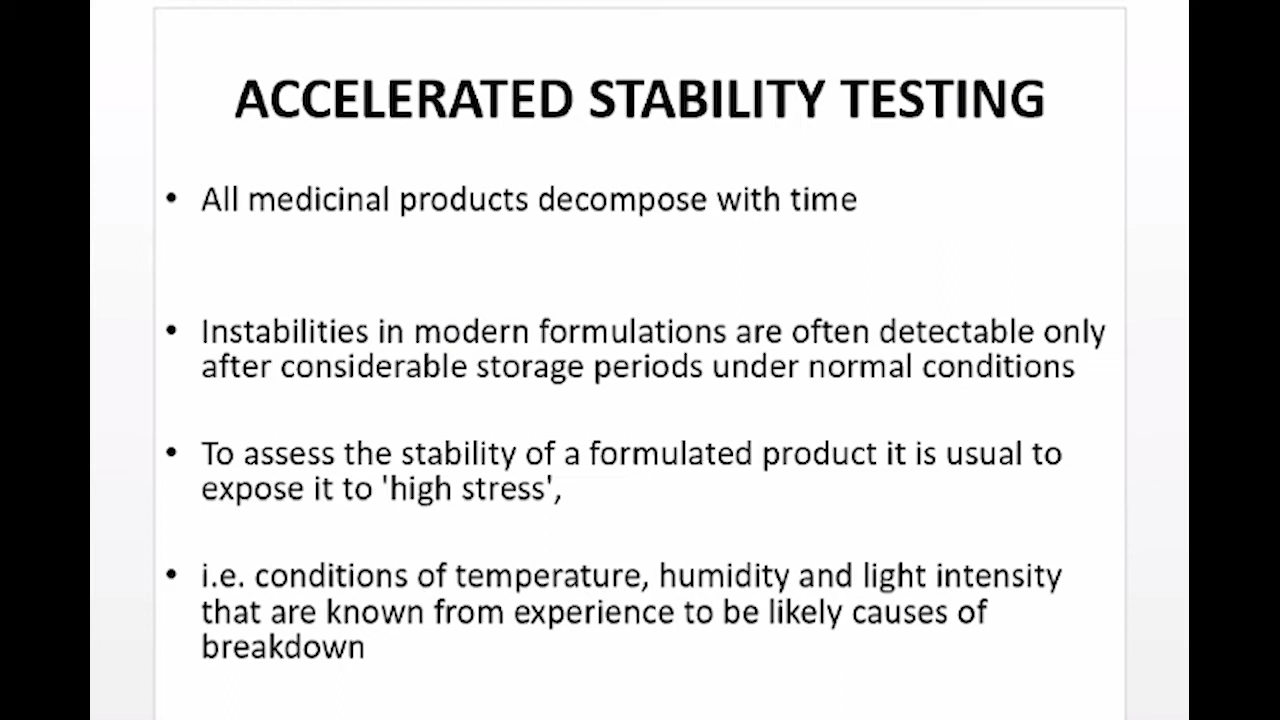 ACCELERATED STABILITY TESTING
• All medicinal products decompose with time
• Instabilities in modern formulations are often detectable only
after considerable storage periods under normal conditions
• To assess the stability of a formulated product it is usual to
expose it to 'high stress',
• i.e. conditions of temperature, humidity and light intensity
that are known from experience to be likely causes of
breakdown